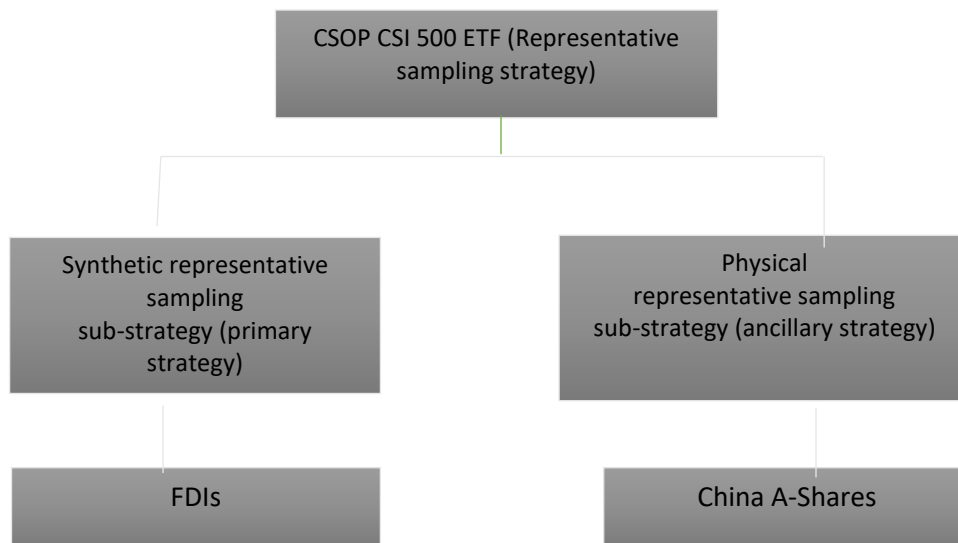 CSOP CSI 500 ETF (Representative
sampling strategy)
Synthetic representative
sampling
sub-strategy (primary
strategy)
Physical
representative sampling
sub-strategy (ancillary strategy)
FDIs
China A-Shares